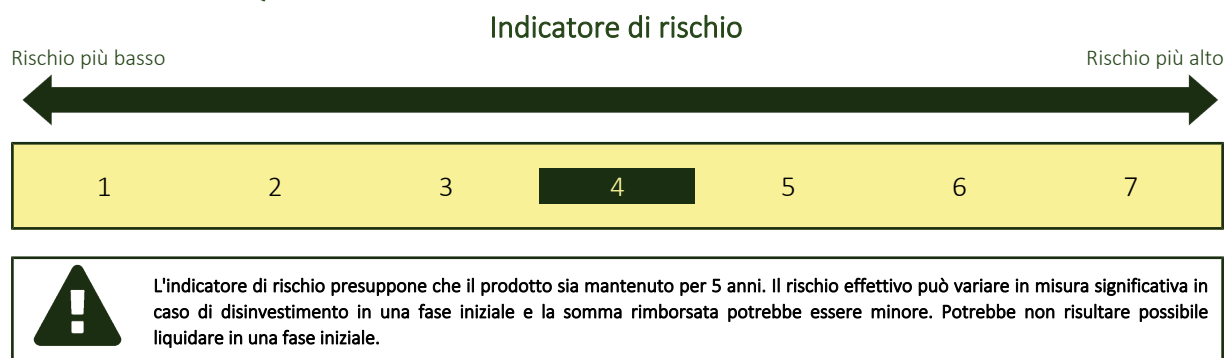 Indicatore di rischio
Rischio più basso
Rischio più alto
1 2 3 4 5 6 7
L'indicatore di rischio presuppone che il prodotto sia mantenuto per 5 anni. Il rischio effettivo può variare in misura significativa in
caso di disinvestimento in una fase iniziale e la somma rimborsata potrebbe essere minore. Potrebbe non risultare possibile
liquidare in una fase iniziale.